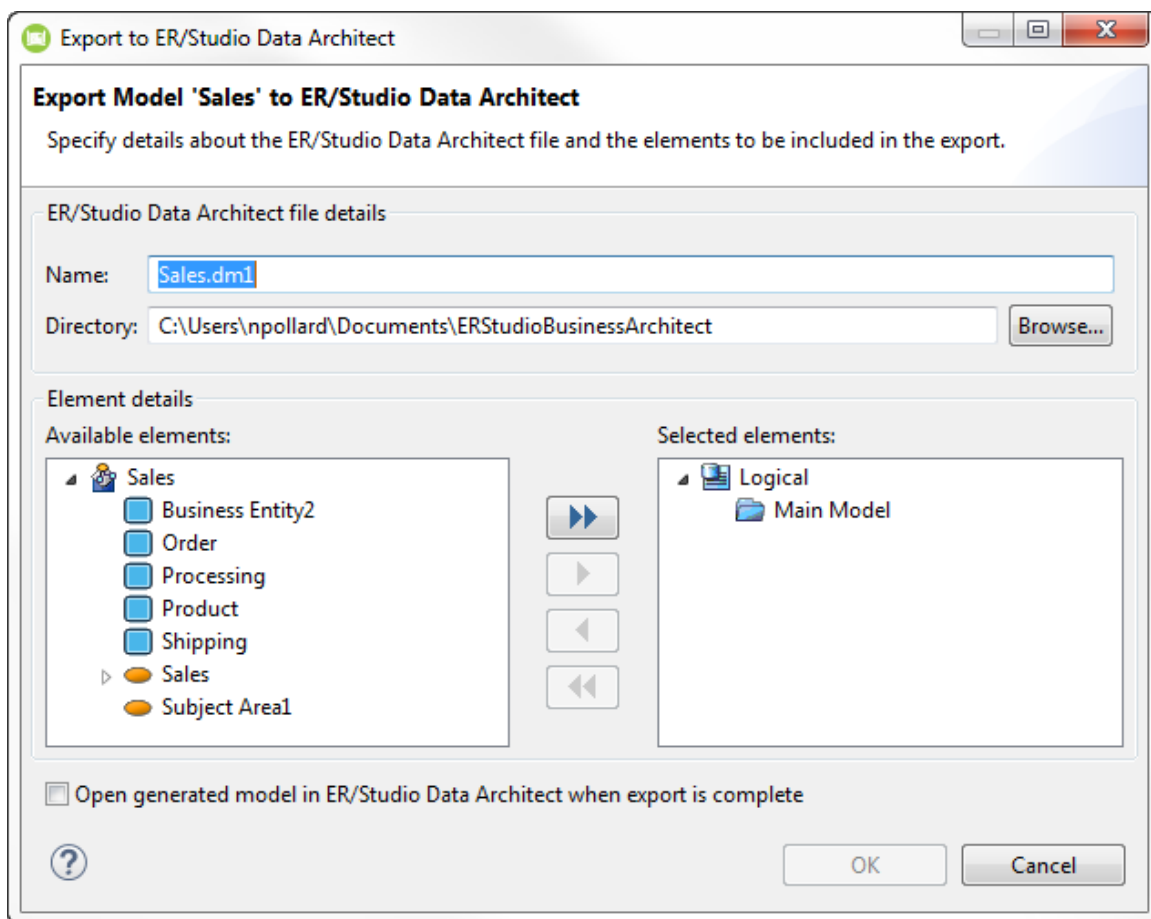 Export to ER/Studio Data Architect
Export Model 'Sales' to ER/Studio Data Architect
Specify details about the ER/Studio Data Architect file and the elements to be included in the export.
ER/Studio Data Architect file details
Name: Sales.dm1
Directory: C:\Users\npollard\Documents\ERStudioBusinessArchitect Browse...
Element details
Available elements:
Sales
Business Entity2
Order
Processing
Product
Shipping
Sales
Subject Area1
Selected elements:
Logical
Main Model
Open generated model in ER/Studio Data Architect when export is complete
? OK Cancel